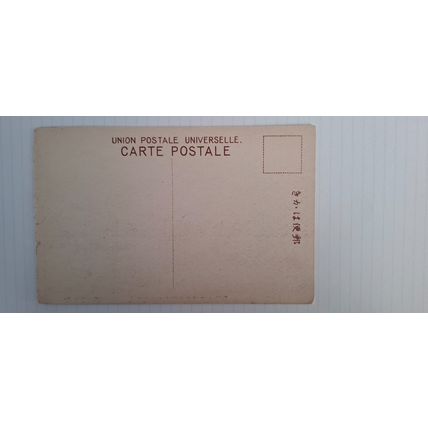 UNION POSTALE UNIVERSELLE.
CARTE POSTALE
郵便はかき